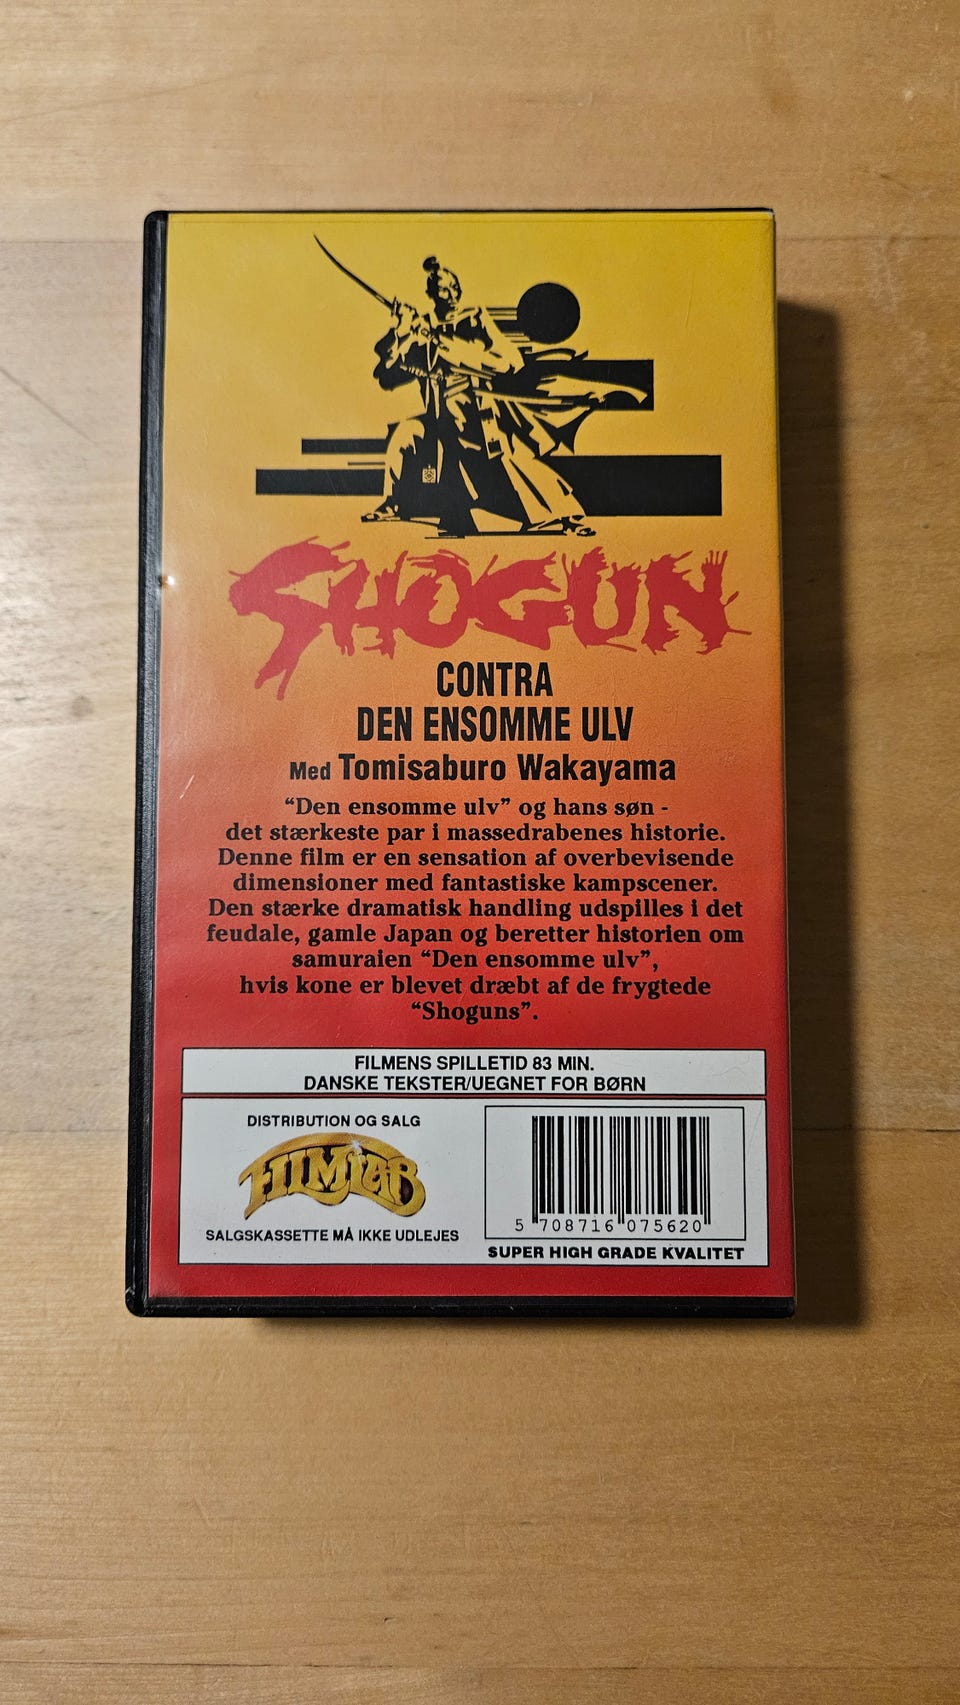 SHOGUN
CONTRA
DEN ENSOMME ULV
Med Tomisaburo Wakayama
“Den ensomme ulv” og hans søn -
det stærkeste par i massedrabenes historie.
Denne film er en sensation af overbevisende
dimensioner med fantastiske kampscener.
Den stærke dramatisk handling udspilles i det
feudale, gamle Japan og beretter historien om
samuraien “Den ensomme ulv”,
hvis kone er blevet dræbt af de frygtede
“Shoguns”.
FILMENS SPILLETID 83 MIN.
DANSKE TEKSTER/UEGNET FOR BØRN
DISTRIBUTION OG SALG
FILMLAB
SALGSKASSETTE MÅ IKKE UDLEJES
5 708716 075620
SUPER HIGH GRADE KVALITET